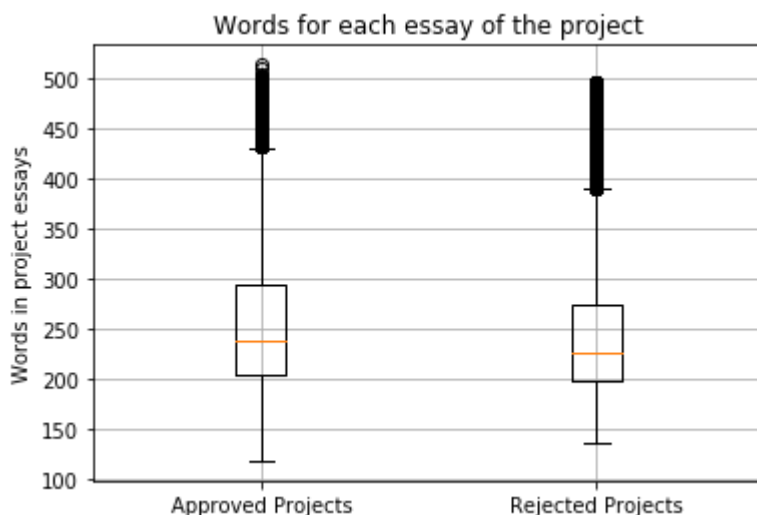 Words for each essay of the project
Words in project essays
500
450
400
350
300
250
200
150
100
Approved Projects
Rejected Projects